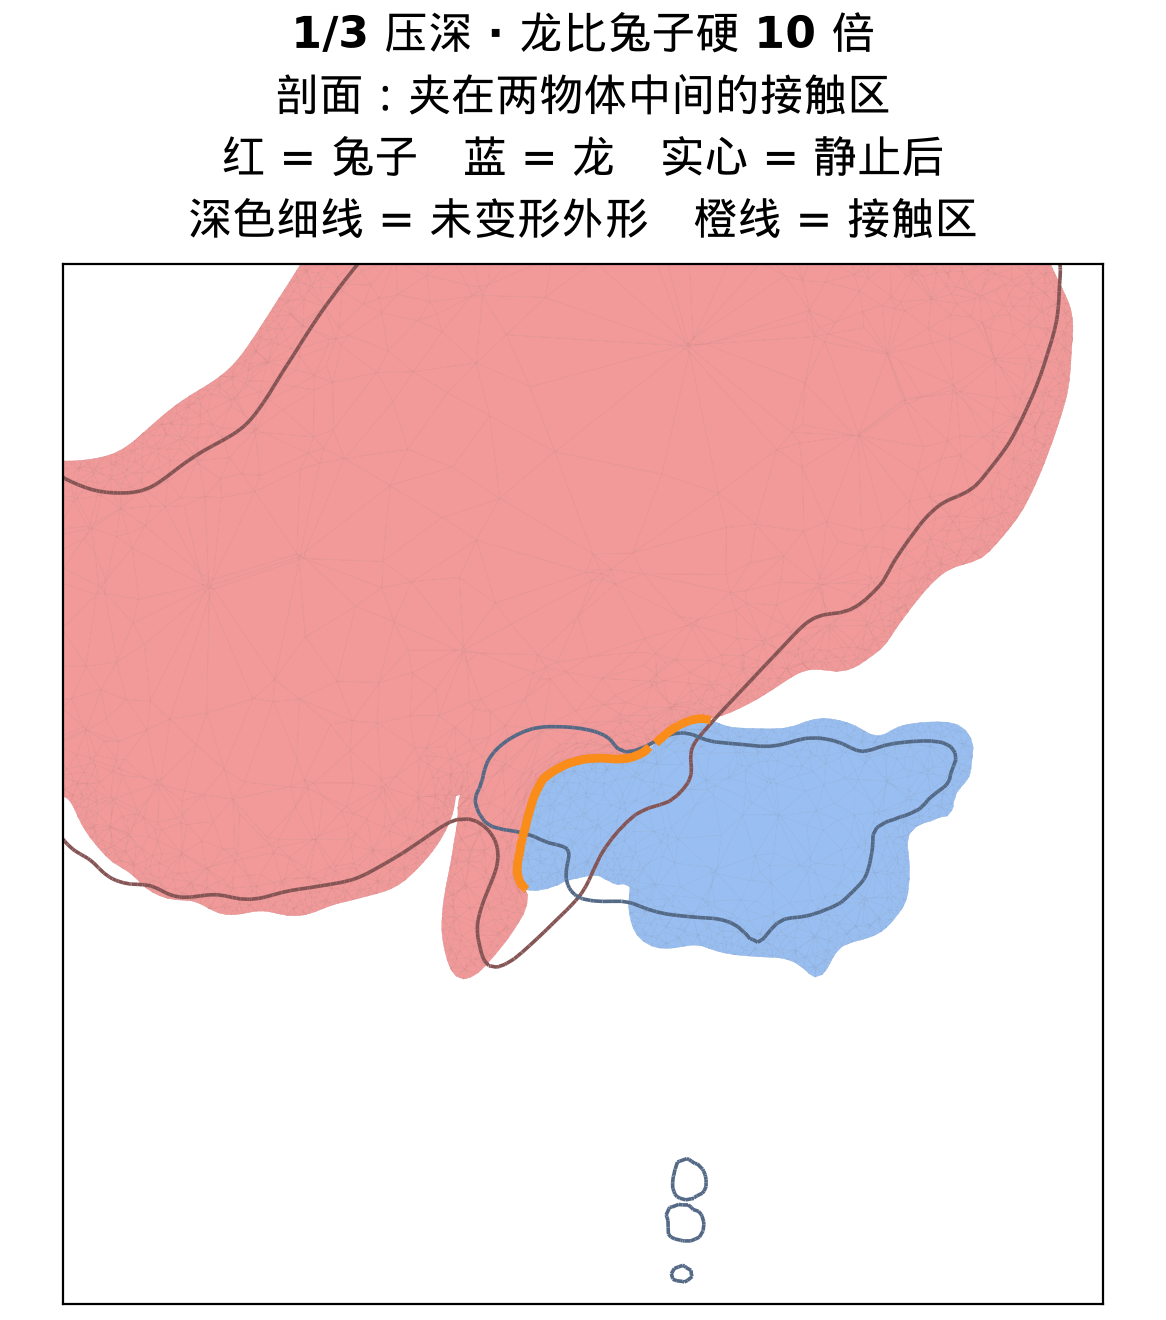 1/3 压深 · 龙比兔子硬 10 倍
剖面：夹在两物体中间的接触区
红 = 兔子　蓝 = 龙　实心 = 静止后
深色细线 = 未变形外形　橙线 = 接触区